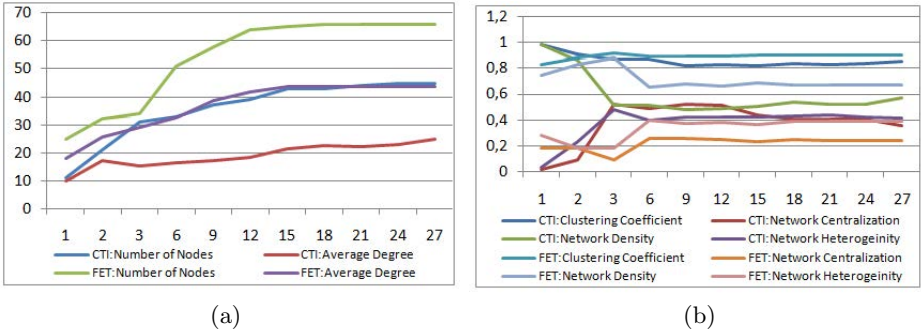 70
60
50
40
30
20
10
0
1 2 3 6 9 12 15 18 21 24 27
CTI:Number of Nodes CTI:Average Degree
FET:Number of Nodes FET:Average Degree
(a)
1,2
1
0,8
0,6
0,4
0,2
0
1 2 3 6 9 12 15 18 21 24 27
CTI:Clustering Coefficient CTI:Network Centralization
CTI:Network Density CTI:Network Heterogeinity
FET:Clustering Coefficient FET:Network Centralization
FET:Network Density FET:Network Heterogeinity
(b)